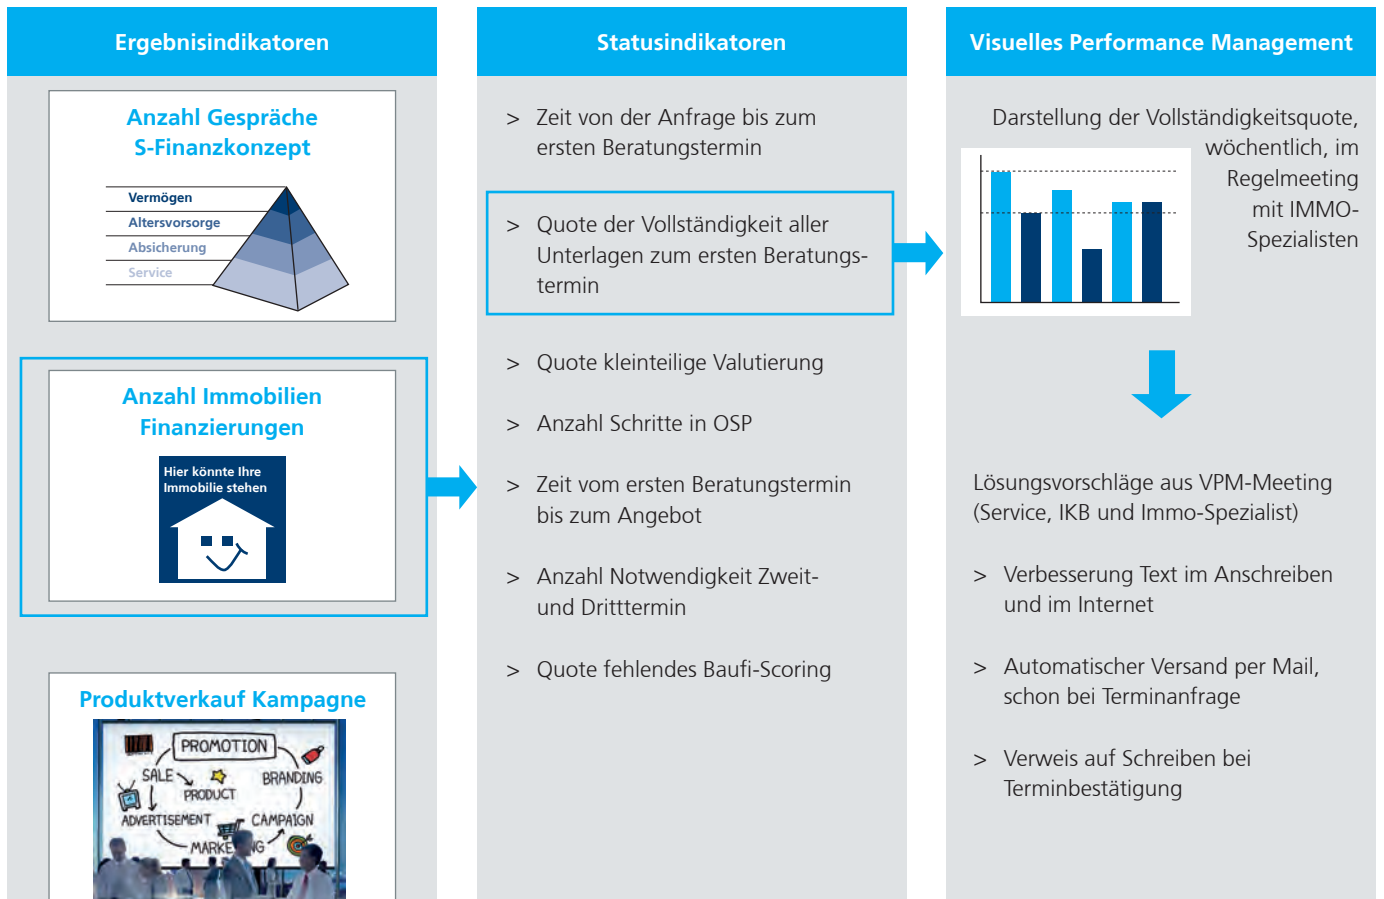 Ergebnisindikatoren
Anzahl Gespräche
S-Finanzkonzept
Vermögen
Altersvorsorge
Absicherung
Service
Anzahl Immobilien
Finanzierungen
Hier könnte Ihre
Immobilie stehen
Produktverkauf Kampagne
PROMOTION
SALE
BRANDING
PRODUCT
ADVERTISEMENT
CAMPAIGN
Statusindikatoren
> Zeit von der Anfrage bis zum
ersten Beratungstermin
> Quote der Vollständigkeit aller
Unterlagen zum ersten Beratungs-
termin
> Quote kleinteilige Valutierung
> Anzahl Schritte in OSP
> Zeit vom ersten Beratungstermin
bis zum Angebot
> Anzahl Notwendigkeit Zweit-
und Dritttermin
> Quote fehlendes Baufi-Scoring
Visuelles Performance Management
Darstellung der Vollständigkeitsquote,
wöchentlich, im
Regelmeeting
mit IMMO-
Spezialisten
Lösungsvorschläge aus VPM-Meeting
(Service, IKB und Immo-Spezialist)
> Verbesserung Text im Anschreiben
und im Internet
> Automatischer Versand per Mail,
schon bei Terminanfrage
> Verweis auf Schreiben bei
Terminbestätigung